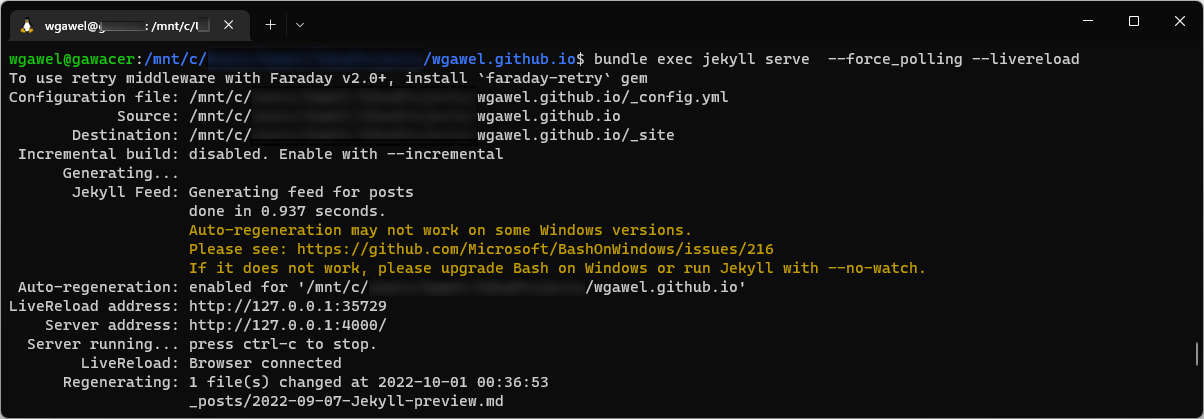 wgawel@g : /mnt/c/
wgawel@gawacer:/mnt/c/ /wgawel.github.io$ bundle exec jekyll serve  --force_polling --livereload
To use retry middleware with Faraday v2.0+, install `faraday-retry` gem
Configuration file: /mnt/c/ wgawel.github.io/_config.yml
Source: /mnt/c/ wgawel.github.io
Destination: /mnt/c/ wgawel.github.io/_site
Incremental build: disabled. Enable with --incremental
Generating...
Jekyll Feed: Generating feed for posts
done in 0.937 seconds.
Auto-regeneration may not work on some Windows versions.
Please see: https://github.com/Microsoft/BashOnWindows/issues/216
If it does not work, please upgrade Bash on Windows or run Jekyll with --no-watch.
Auto-regeneration: enabled for '/mnt/c/ /wgawel.github.io'
LiveReload address: http://127.0.0.1:35729
Server address: http://127.0.0.1:4000/
Server running... press ctrl-c to stop.
LiveReload: Browser connected
Regenerating: 1 file(s) changed at 2022-10-01 00:36:53
_posts/2022-09-07-Jekyll-preview.md